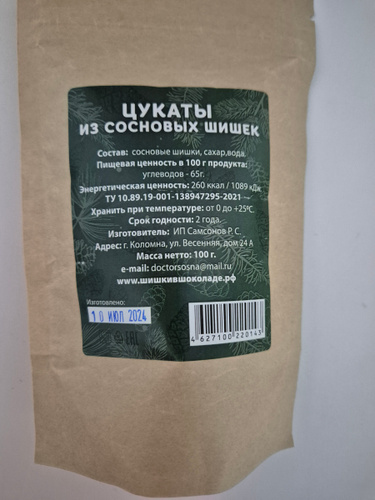 ЦУКАТЫ
ИЗ СОСНОВЫХ ШИШЕК
Состав: сосновые шишки, сахар,вода.
Пищевая ценность в 100 г продукта:
углеводов - 65г.
Энергетическая ценность: 260 ккал / 1089 кДж
ТУ 10.89.19-001-138947295-2021
Хранить при температуре: от 0 до +25°С.
Срок годности: 2 года.
Изготовитель: ИП Самсонов Р. С.
Адрес: г. Коломна, ул. Весенняя, дом 24 А
Масса нетто: 100 г.
e-mail: doctorsosna@mail.ru
www.шишкившоколаде.рф
Изготовлено:
10 ИЮЛ 2024
4 627100 220143
EAC